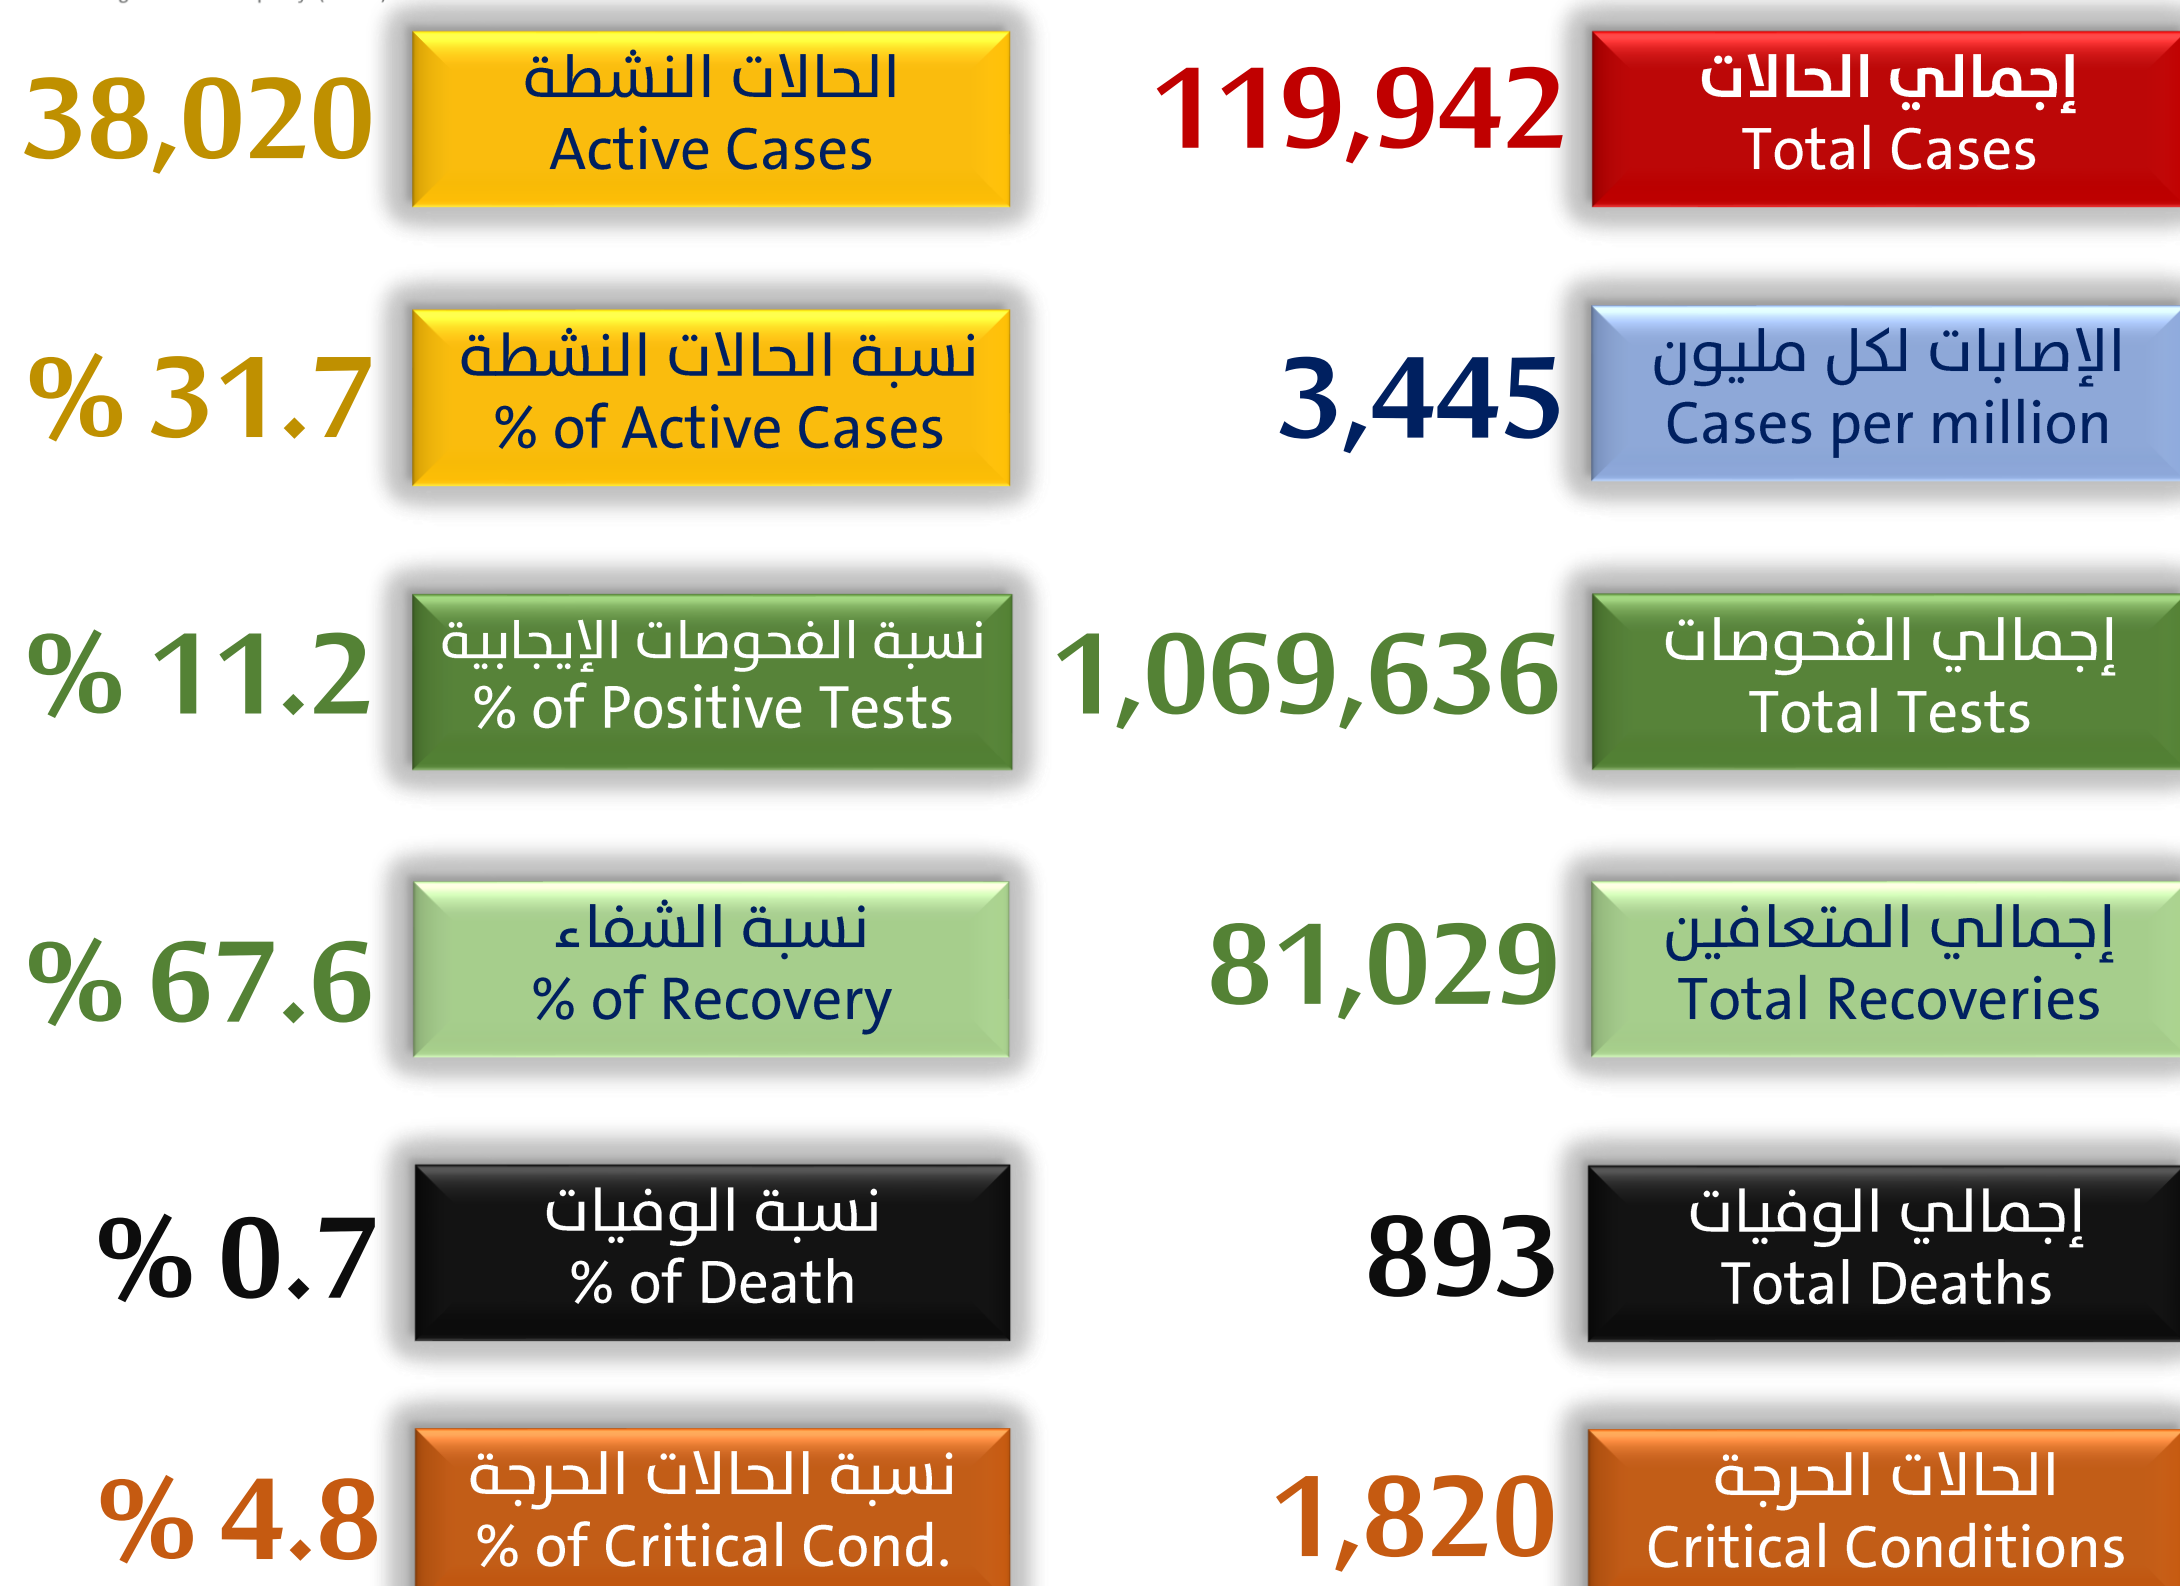 إجمالي الحالات
Total Cases
119,942
الحالات النشطة
Active Cases
38,020
الإصابات لكل مليون
Cases per million
3,445
نسبة الحالات النشطة
% of Active Cases
% 31.7
إجمالي الفحوصات
Total Tests
1,069,636
نسبة الفحوصات الإيجابية
% of Positive Tests
% 11.2
إجمالي المتعافين
Total Recoveries
81,029
نسبة الشفاء
% of Recovery
% 67.6
إجمالي الوفيات
Total Deaths
893
نسبة الوفيات
% of Death
% 0.7
الحالات الحرجة
Critical Conditions
1,820
نسبة الحالات الحرجة
% of Critical Cond.
% 4.8